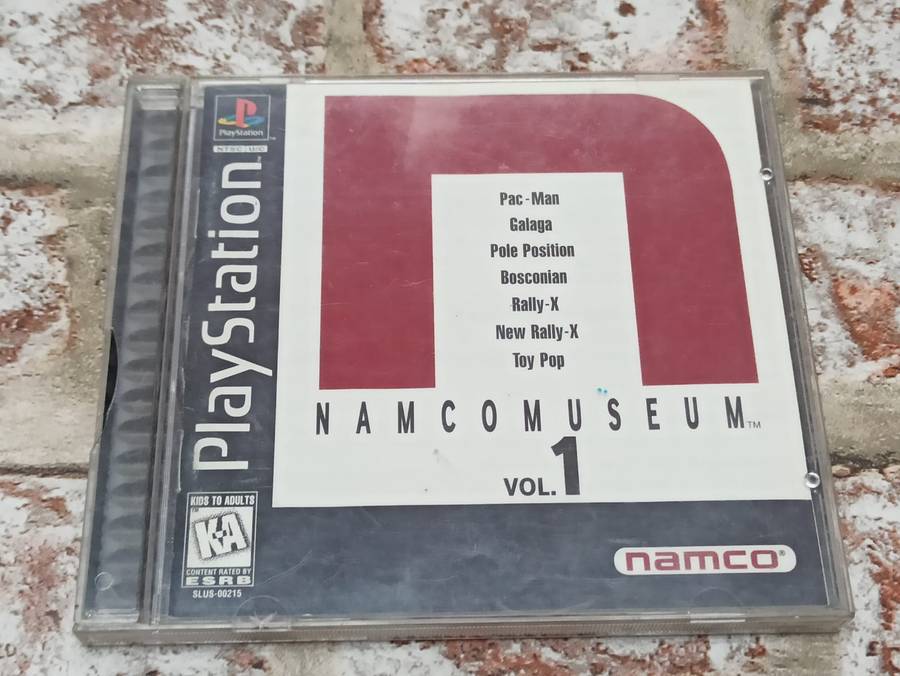 PlayStation
NTSC U/C
PlayStation™
Pac-Man
Galaga
Pole Position
Bosconian
Rally-X
New Rally-X
Toy Pop
NAMCOMUSEUM™
VOL.1
KIDS TO ADULTS
K-A
CONTENT RATED BY
ESRB
SLUS-00215
namco®